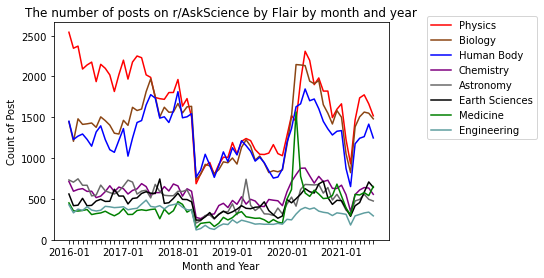 The number of posts on r/AskScience by Flair by month and year
Count of Post
2500
2000
1500
1000
500
0
2016-01 2017-01 2018-01 2019-01 2020-01 2021-01
Month and Year
Physics
Biology
Human Body
Chemistry
Astronomy
Earth Sciences
Medicine
Engineering